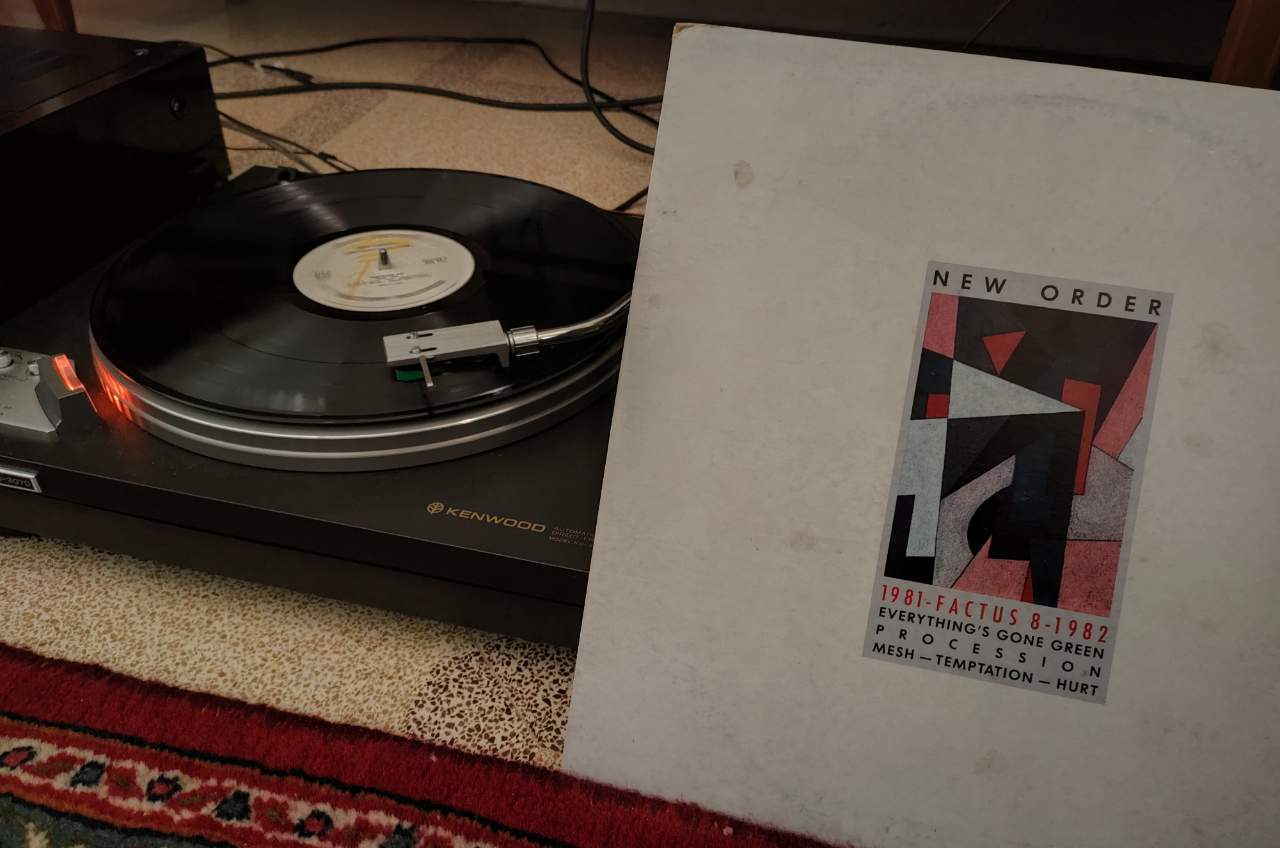 KENWOOD
NEW ORDER
1981-FACTUS 8-1982
EVERYTHING'S GONE GREEN
PROCESSION
MESH — TEMPTATION — HURT